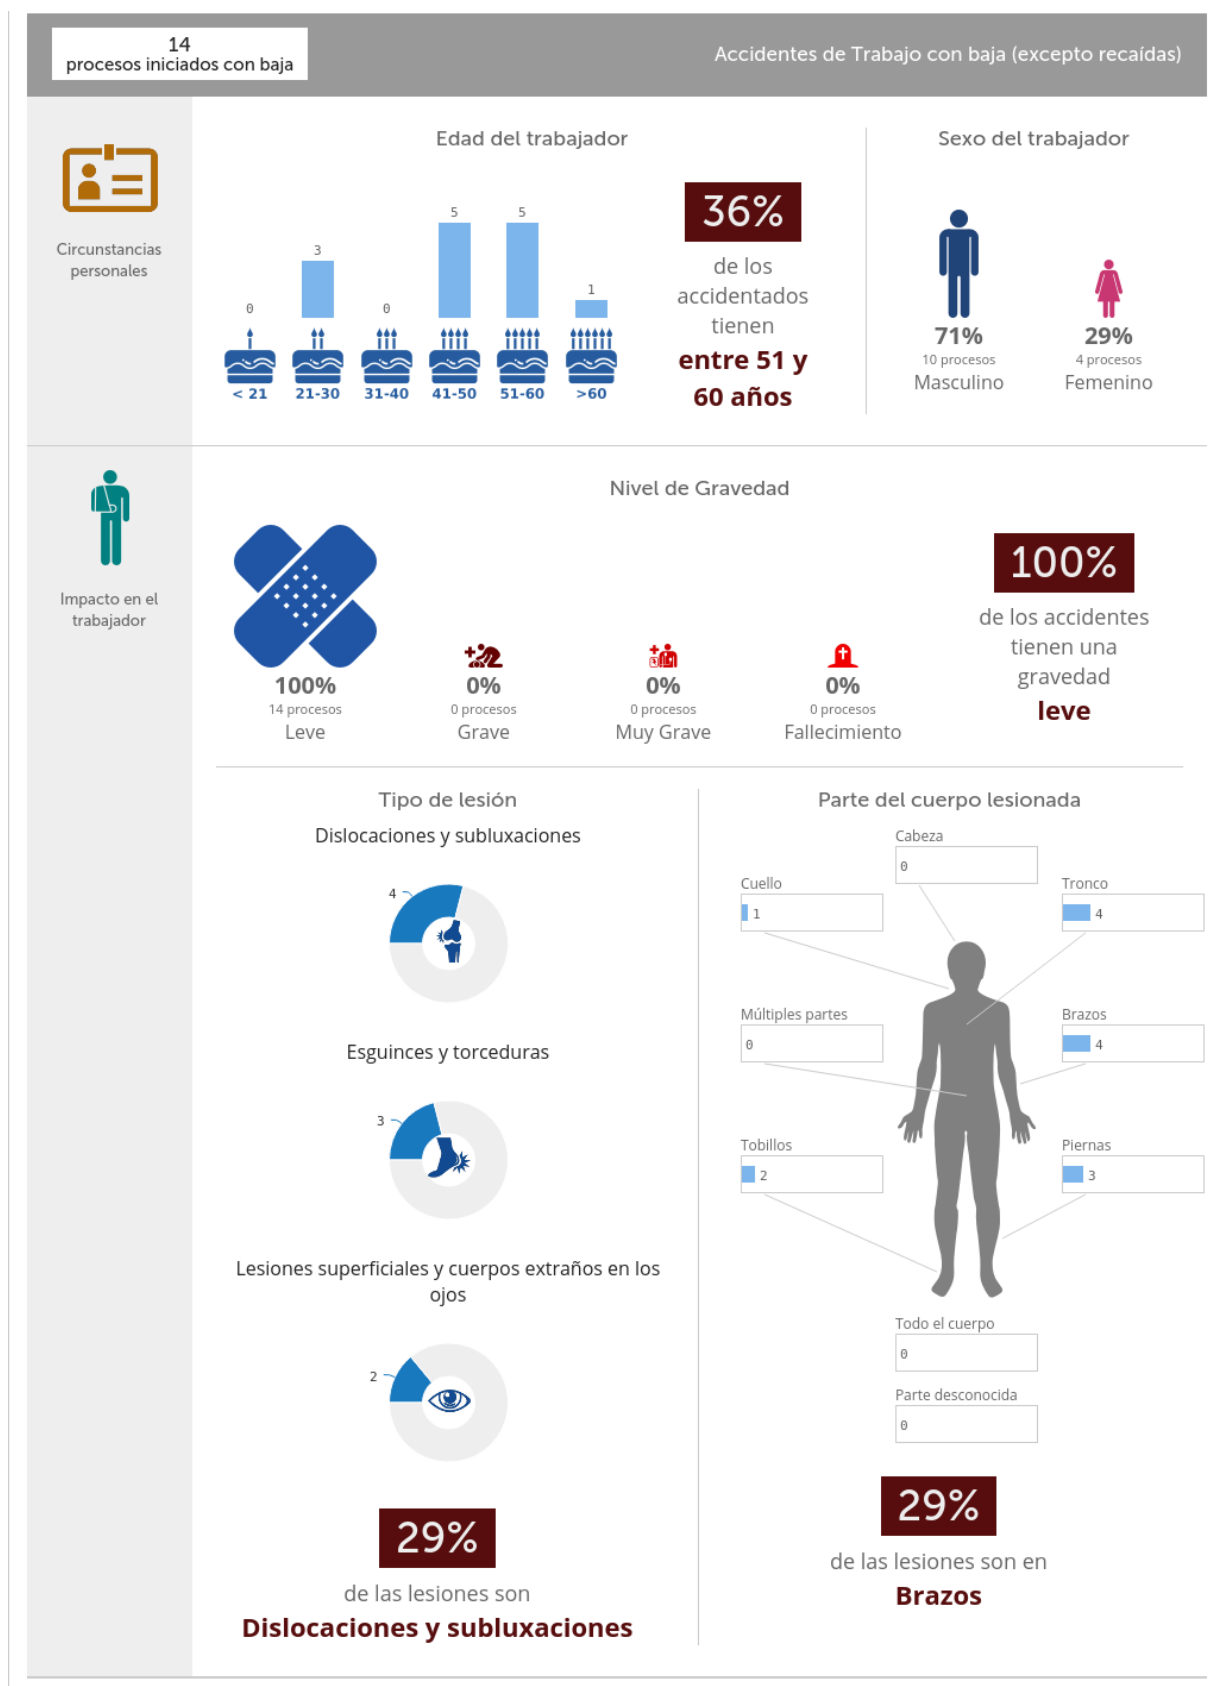 14
procesos iniciados con baja
Accidentes de Trabajo con baja (excepto recaídas)
Circunstancias
personales
Edad del trabajador
0
3
0
5
5
1
< 21
21-30
31-40
41-50
51-60
>60
36%
de los
accidentados
tienen
entre 51 y
60 años
Sexo del trabajador
71%
10 procesos
Masculino
29%
4 procesos
Femenino
Impacto en el
trabajador
Nivel de Gravedad
100%
14 procesos
Leve
0%
0 procesos
Grave
0%
0 procesos
Muy Grave
0%
0 procesos
Fallecimiento
100%
de los accidentes
tienen una
gravedad
leve
Tipo de lesión
Dislocaciones y subluxaciones
4
Esguinces y torceduras
3
Lesiones superficiales y cuerpos extraños en los
ojos
2
29%
de las lesiones son
Dislocaciones y subluxaciones
Parte del cuerpo lesionada
Cabeza
0
Cuello
1
Tronco
4
Múltiples partes
0
Brazos
4
Tobillos
2
Piernas
3
Todo el cuerpo
0
Parte desconocida
0
29%
de las lesiones son en
Brazos